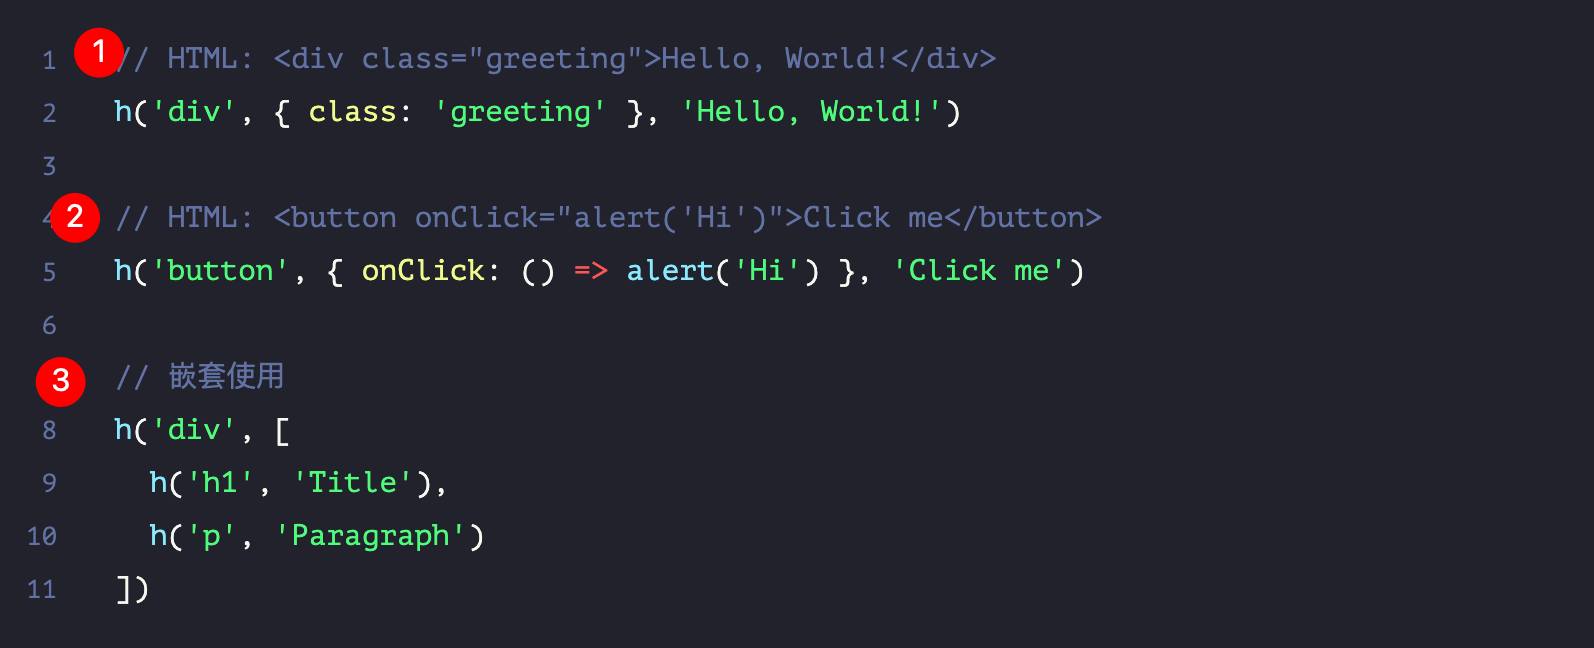 1 1 // HTML: <div class="greeting">Hello, World!</div>
2 h('div', { class: 'greeting' }, 'Hello, World!')
3
4 2 // HTML: <button onClick="alert('Hi')">Click me</button>
5 h('button', { onClick: () => alert('Hi') }, 'Click me')
6
3 // 嵌套使用
8 h('div', [
9   h('h1', 'Title'),
10   h('p', 'Paragraph')
11 ])